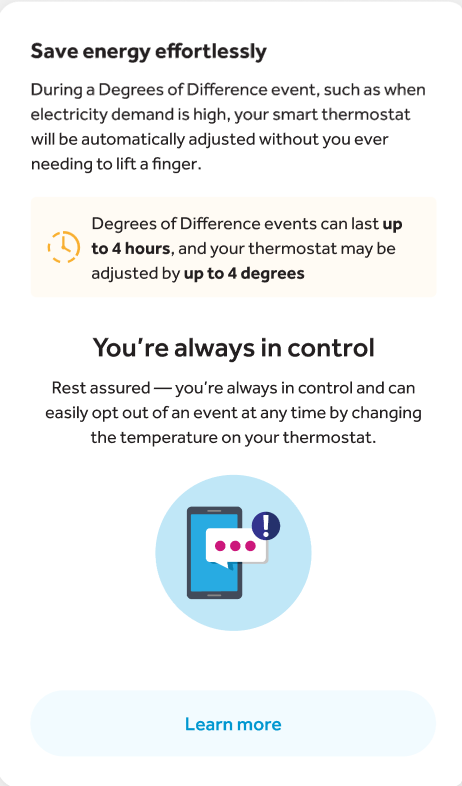 Save energy effortlessly
During a Degrees of Difference event, such as when
electricity demand is high, your smart thermostat
will be automatically adjusted without you ever
needing to lift a finger.
Degrees of Difference events can last up
to 4 hours, and your thermostat may be
adjusted by up to 4 degrees
You're always in control
Rest assured — you're always in control and can
easily opt out of an event at any time by changing
the temperature on your thermostat.
!
Learn more